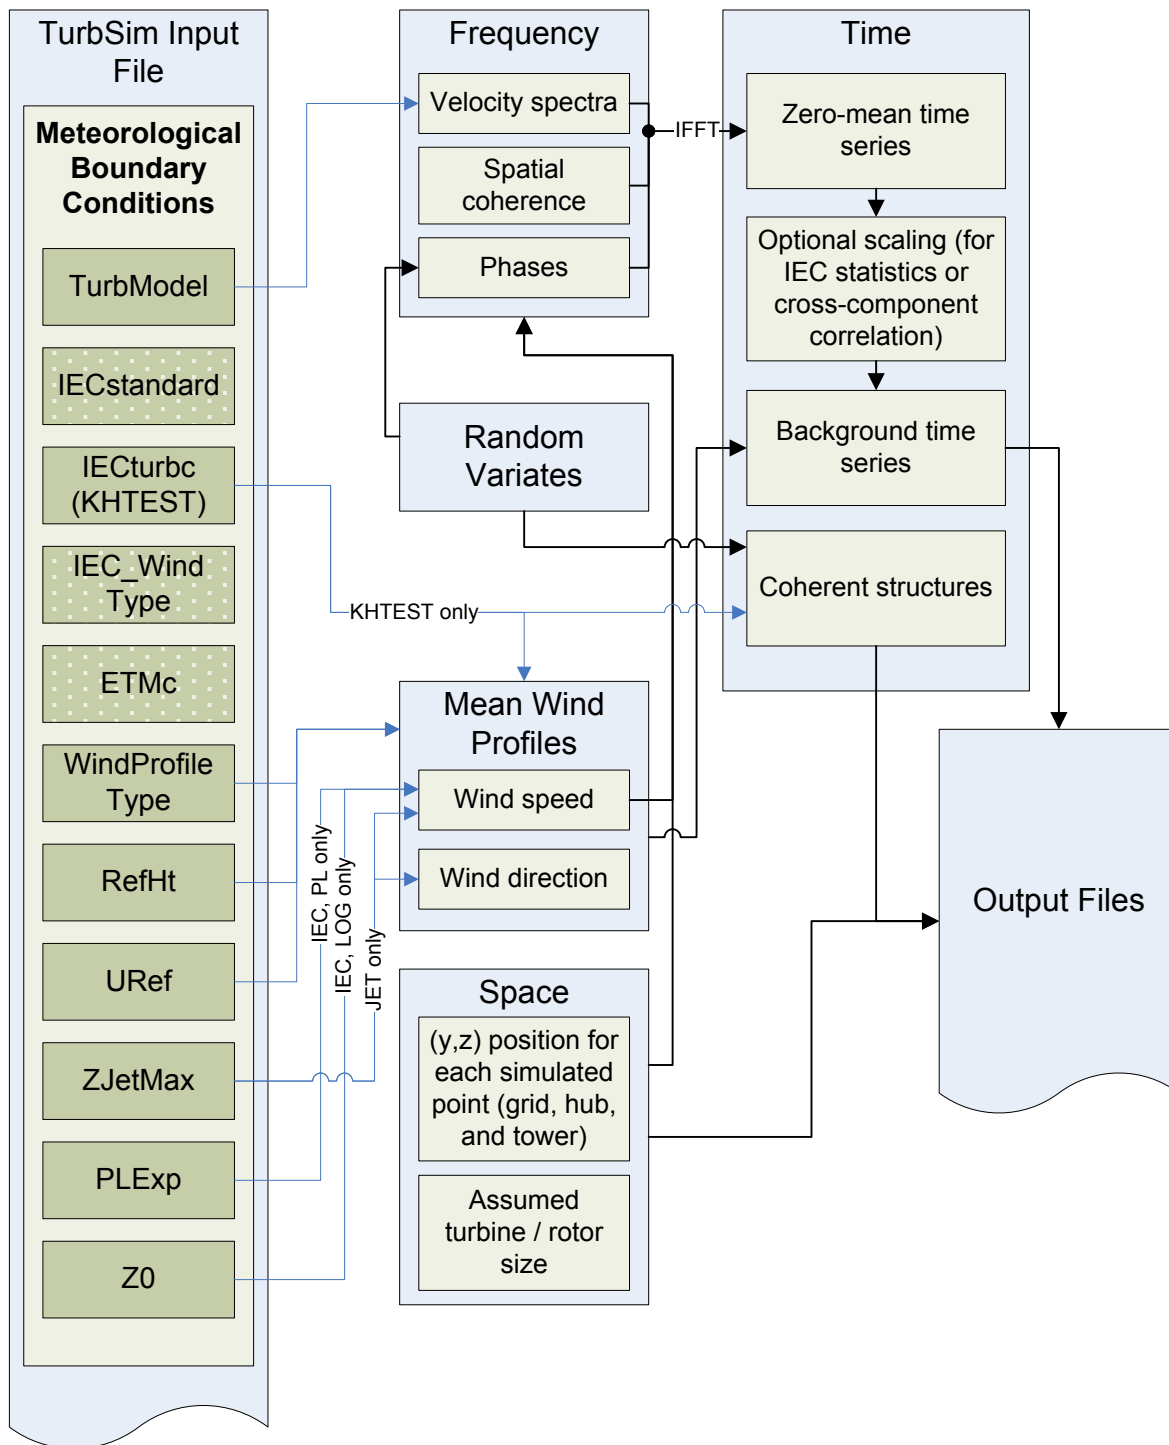 TurbSim Input
File
Meteorological
Boundary
Conditions
TurbModel
IECstandard
IECturbc
(KHTEST)
IEC_Wind
Type
ETMc
WindProfile
Type
RefHt
URef
ZJetMax
PLExp
Z0
KHTEST only
IEC, PL only
IEC, LOG only
JET only
Frequency
Velocity spectra
Spatial
coherence
Phases
IFFT
Random
Variates
Mean Wind
Profiles
Wind speed
Wind direction
Space
(y,z) position for
each simulated
point (grid, hub,
and tower)
Assumed
turbine / rotor
size
Time
Zero-mean time
series
Optional scaling (for
IEC statistics or
cross-component
correlation)
Background time
series
Coherent structures
Output Files